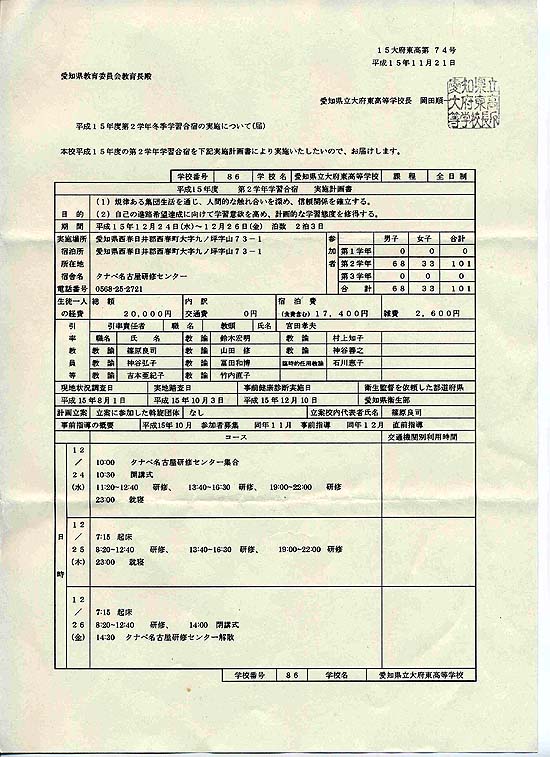 15大府東高第 74号
平成15年11月21日
愛知県教育委員会教育長殿
愛知県立大府東高等学校長 岡田順一
愛知県立
大府東高
等学校長
平成15年度第2学年冬季学習合宿の実施について(届)
本校平成15年度の第2学年学習合宿を下記実施計画書により実施いたしたいので、お届けします。
学校番号 86 学校名 愛知県立大府東高等学校 課程 全日制
平成15年度 第2学年学習合宿 実施計画書
目的 (1) 規律ある集団生活を通じ、人間的な触れ合いを深め、信頼関係を確立する。
(2) 自己の進路希望達成に向けて学習意欲を高め、計画的な学習態度を修得する。
期間 平成15年12月24日(水)~12月26日(金) 泊数 2泊3日
実施場所 愛知県西春日井郡西春町大字九ノ坪字山73-1 参加者 男子 女子 合計
宿泊所 愛知県西春日井郡西春町大字九ノ坪字山73-1 第1学年 0 0 0
所在地 第2学年 68 33 101
宿舎名 タナベ名古屋研修センター 第3学年 0 0 0
電話番号 0568-25-2721 合計 68 33 101
生徒一人の経費 総額 20,000円 内訳 交通費 0円 宿泊費 (食費含む) 17,400円 雑費 2,600円
引率教員等 引率責任者 職名 教頭 氏名 宮田孝夫
職名 氏名 教諭 鈴木宏明 教諭 村上知子
教諭 篠原良司 教諭 山田修 教諭 神谷善之
教諭 神谷弘子 教諭 富田和博 臨時的任用教諭 石川恵子
教諭 吉本亜紀子 教諭 竹内直子
現地状況調査日 実地踏査日 事前健康診断実施日 衛生監督を依頼した都道府県
平成15年8月1日 平成15年10月3日 平成15年12月10日 愛知県衛生部
計画立案 立案に参加した斡旋団体 なし 立案校内代表者氏名 篠原良司
事前指導の概要 平成15年10月 参加者募集 同年11月 事前指導 同年12月 直前指導
コース 交通機関別利用時間
日時
12/24(水)
10:00 タナベ名古屋研修センター集合
10:30 開講式
11:20~12:40 研修、 13:40~16:30 研修、 19:00~22:00 研修
23:00 就寝
12/25(木)
7:15 起床
8:20~12:40 研修、 13:40~16:30 研修、 19:00~22:00 研修
23:00 就寝
12/26(金)
7:15 起床
8:20~12:40 研修、 14:00 閉講式
14:30 タナベ名古屋研修センター解散
学校番号 86 学校名 愛知県立大府東高等学校